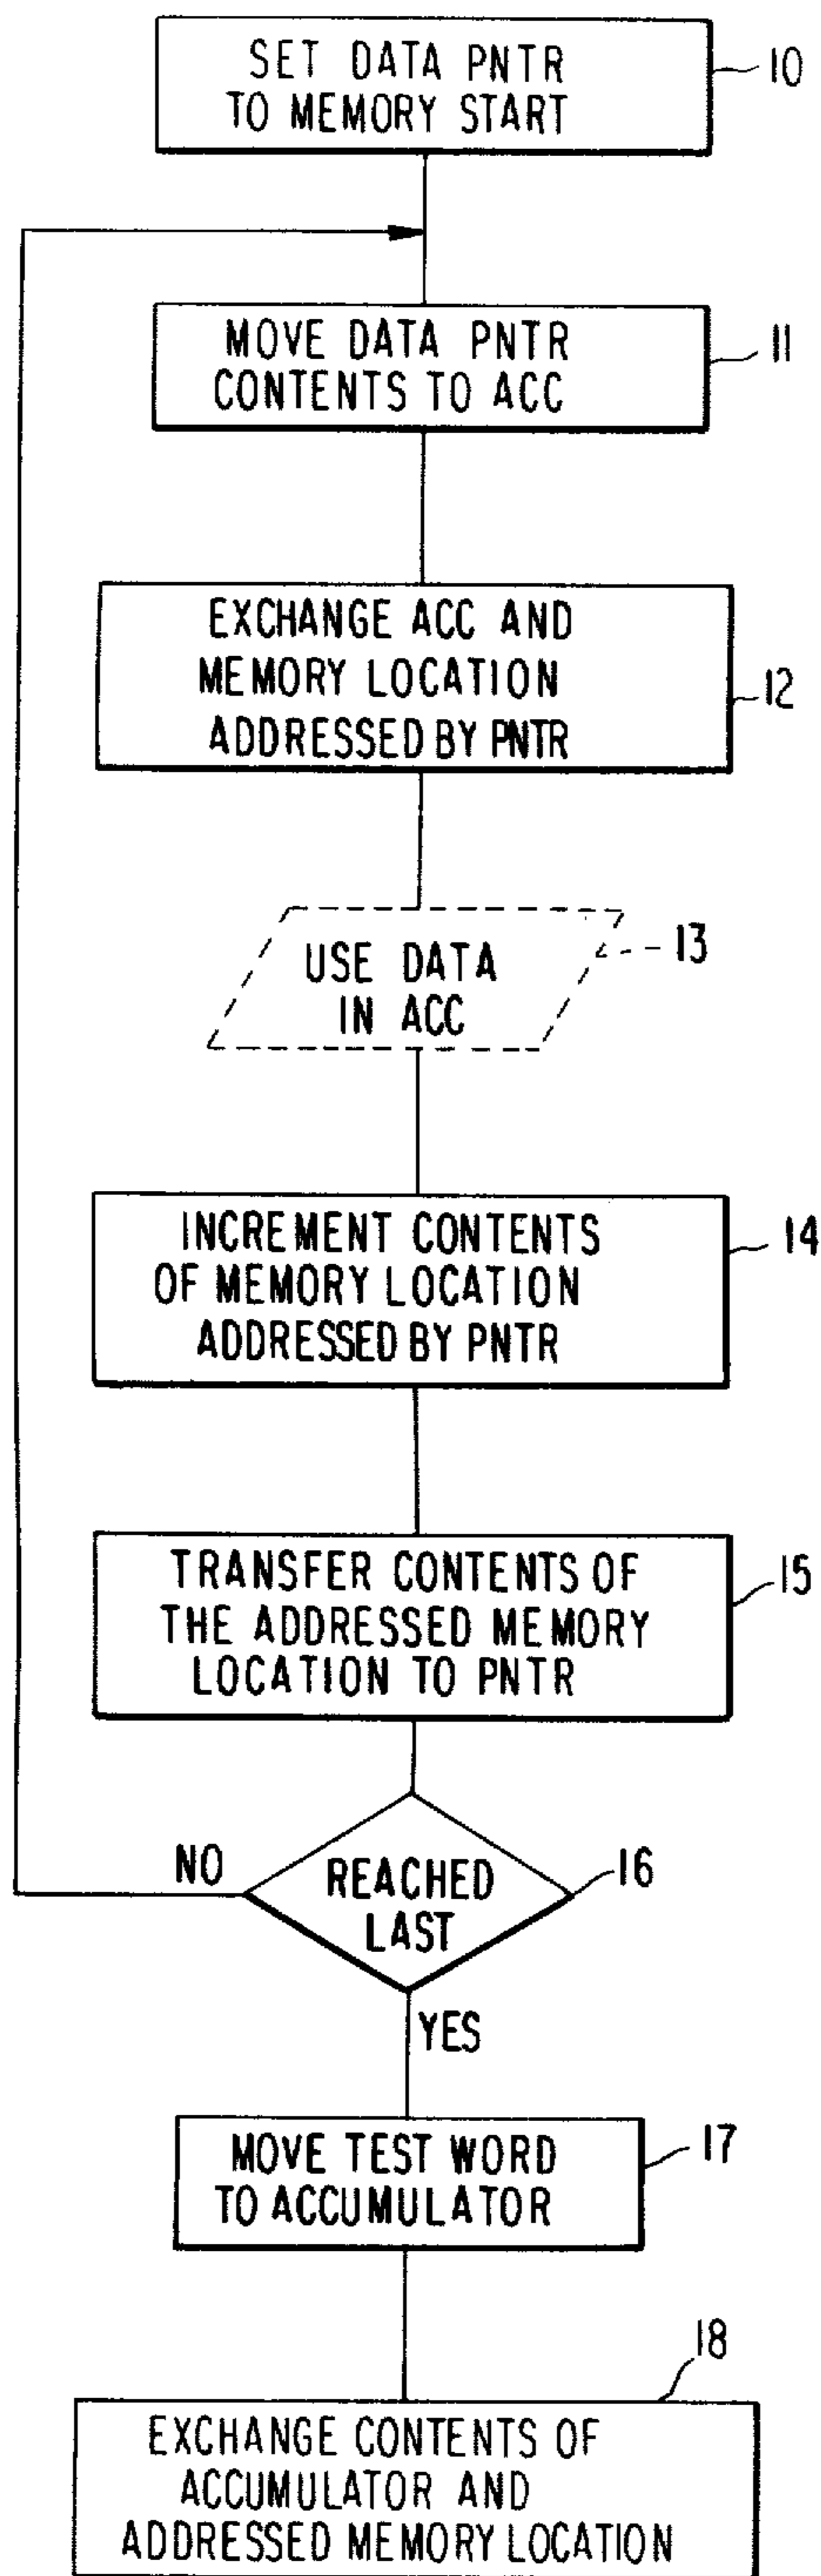 SET DATA PNTR
TO MEMORY START
10
MOVE DATA PNTR
CONTENTS TO ACC
11
EXCHANGE ACC AND
MEMORY LOCATION
ADDRESSED BY PNTR
12
USE DATA
IN ACC
13
INCREMENT CONTENTS
OF MEMORY LOCATION
ADDRESSED BY PNTR
14
TRANSFER CONTENTS OF
THE ADDRESSED MEMORY
LOCATION TO PNTR
15
NO
REACHED
LAST
16
YES
MOVE TEST WORD
TO ACCUMULATOR
17
18
EXCHANGE CONTENTS OF
ACCUMULATOR AND
ADDRESSED MEMORY LOCATION